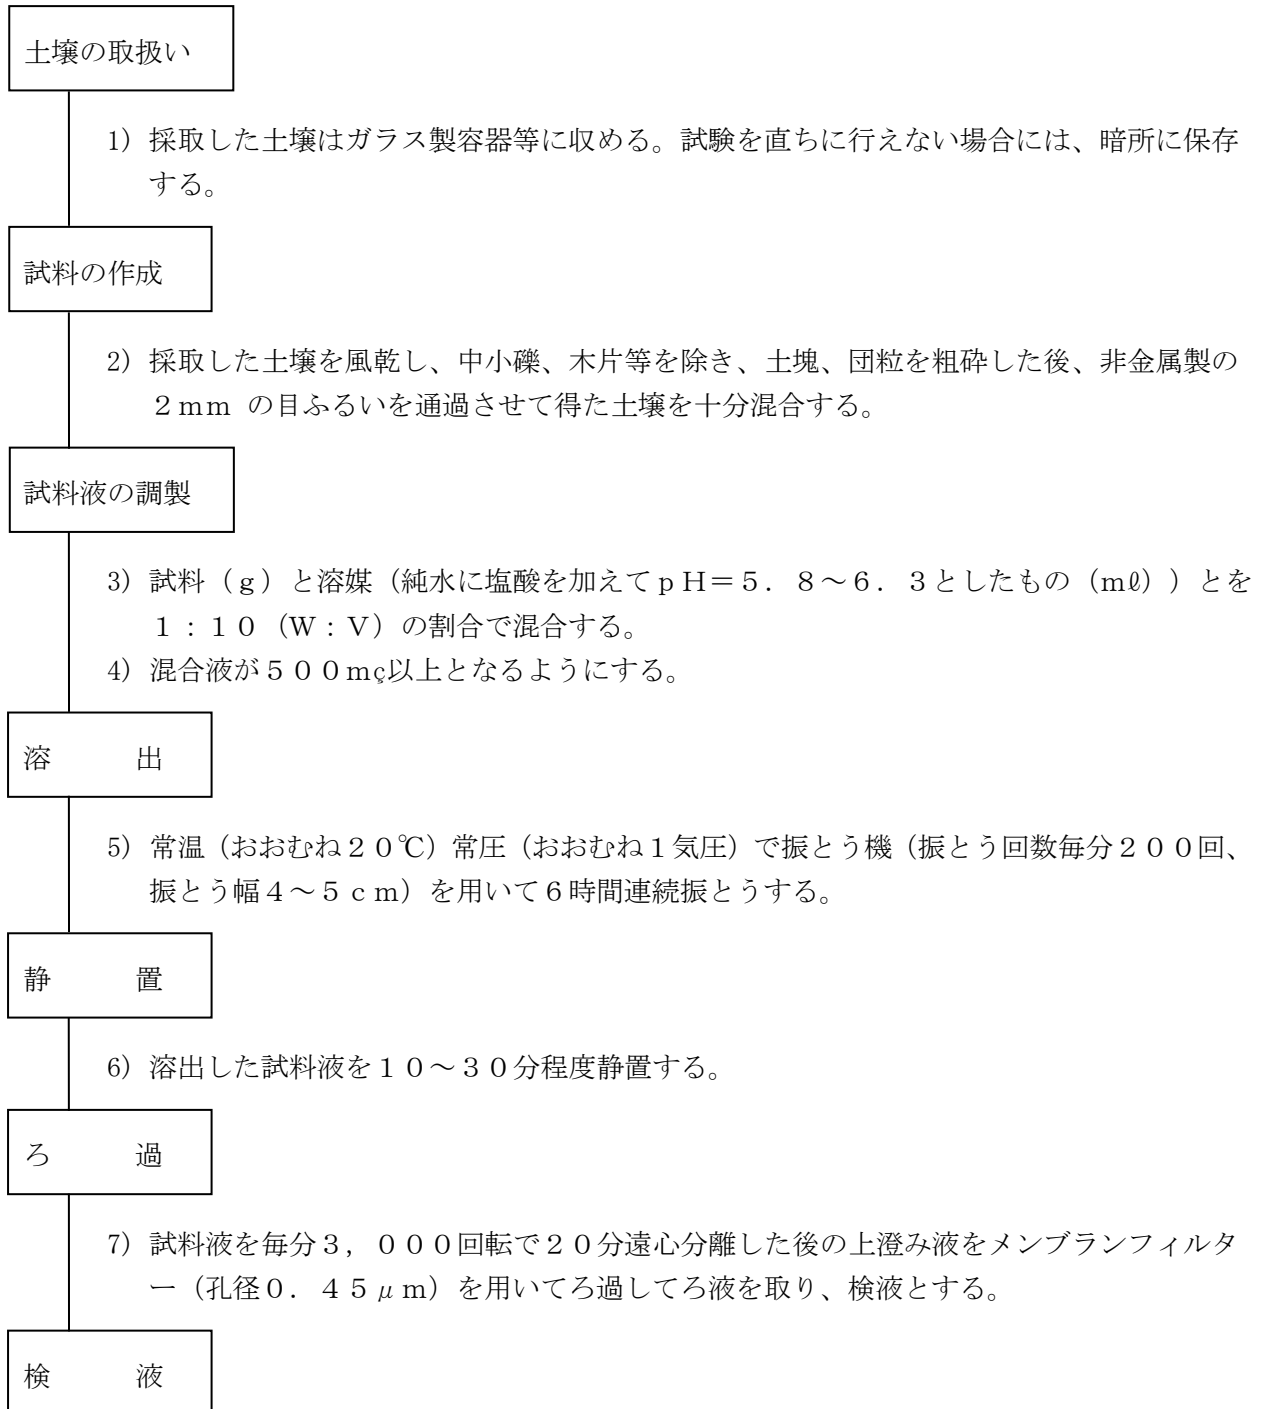 土壌の取扱い
1) 採取した土壌はガラス製容器等に収める。試験を直ちに行えない場合には、暗所に保存
する。
試料の作成
2) 採取した土壌を風乾し、中小礫、木片等を除き、土塊、団粒を粗砕した後、非金属製の
2mm の目ふるいを通過させて得た土壌を十分混合する。
試料液の調製
3) 試料(g)と溶媒(純水に塩酸を加えてpH=5.8~6.3としたもの(mℓ))とを
1:10(W:V)の割合で混合する。
4) 混合液が500mç以上となるようにする。
溶 出
5) 常温(おおむね20℃)常圧(おおむね1気圧)で振とう機(振とう回数毎分200回、
振とう幅4~5cm)を用いて6時間連続振とうする。
静 置
6) 溶出した試料液を10~30分程度静置する。
ろ 過
7) 試料液を毎分3,000回転で20分遠心分離した後の上澄み液をメンブランフィルタ
ー(孔径0.45μm)を用いてろ過してろ液を取り、検液とする。
検 液